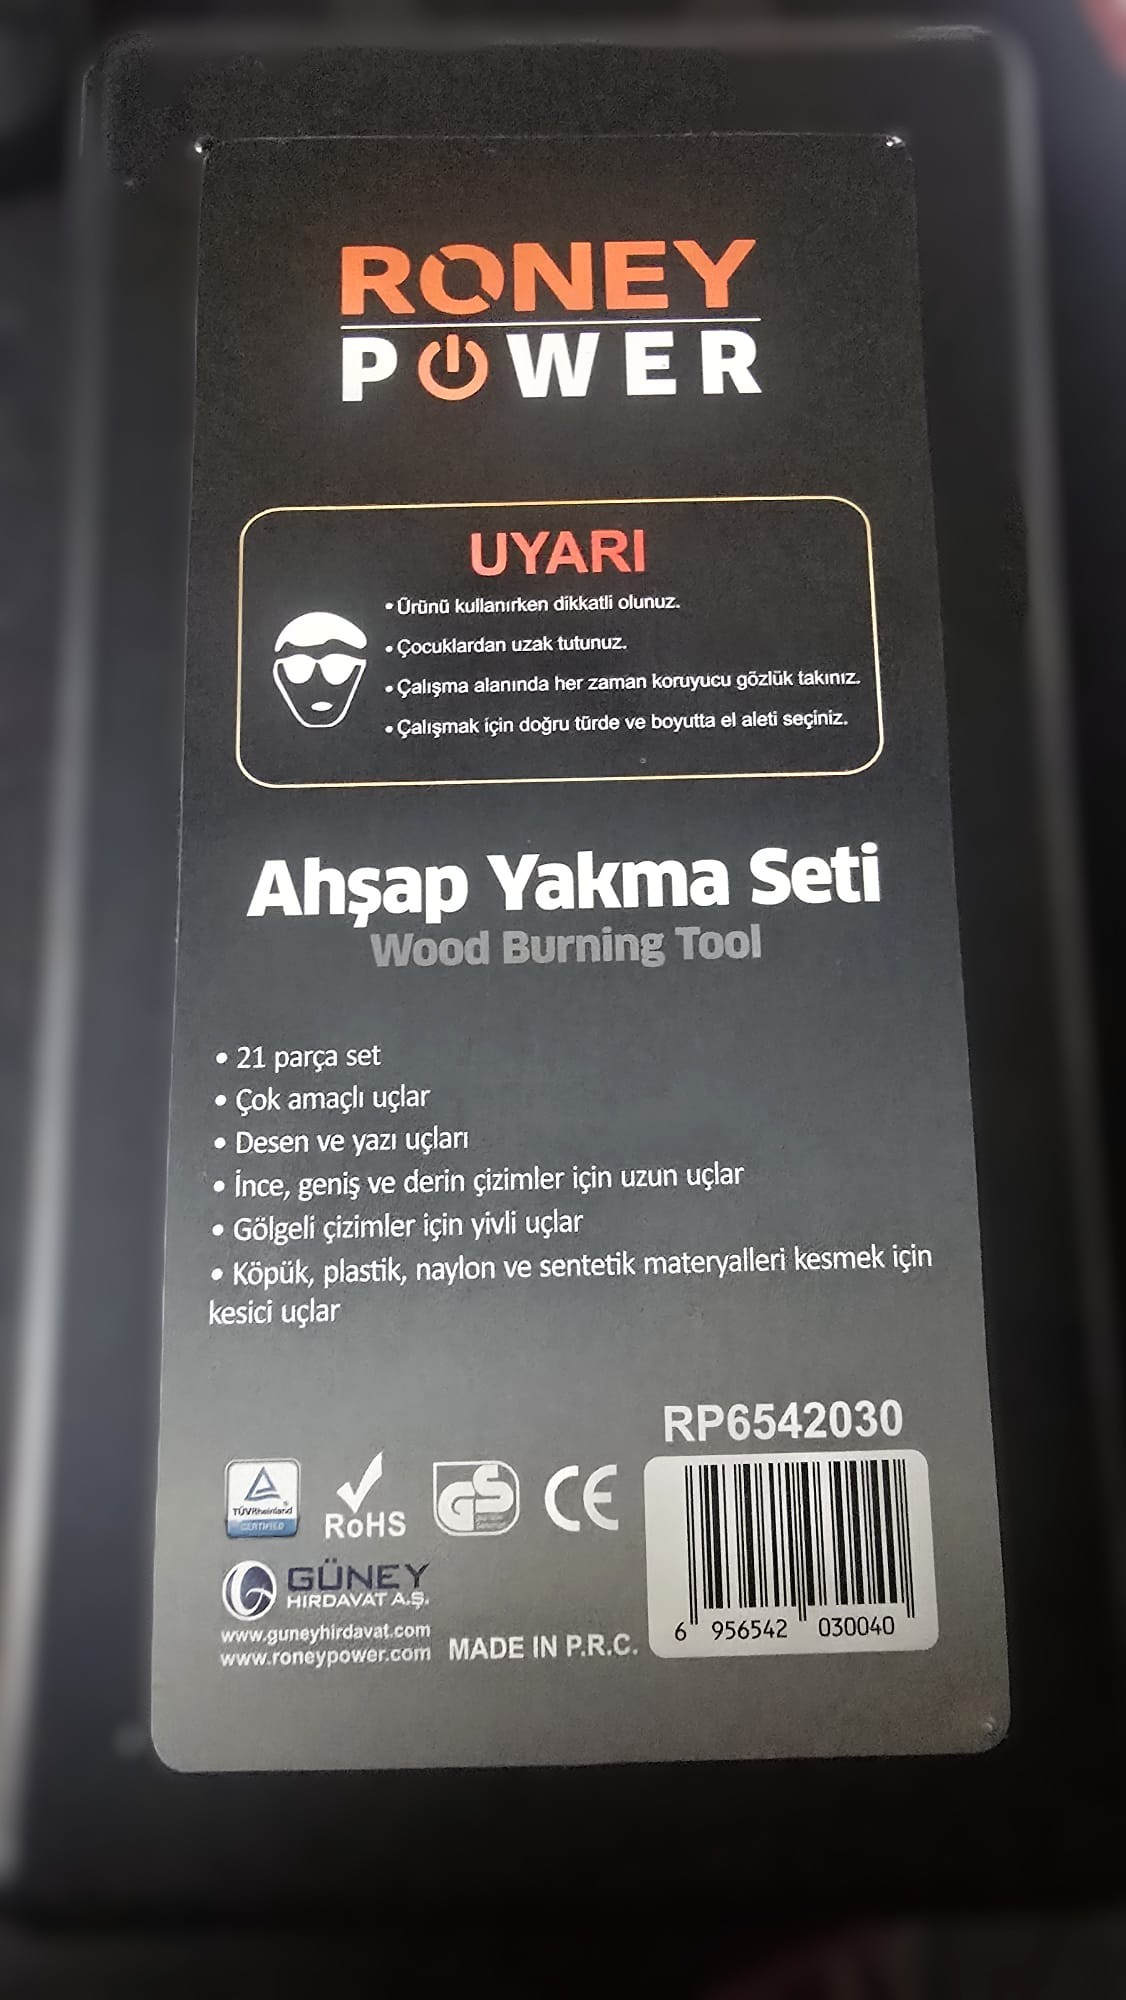 RONEY
POWER
UYARI
• Ürünü kullanırken dikkatli olunuz.
• Çocuklardan uzak tutunuz.
• Çalışma alanında her zaman koruyucu gözlük takınız.
• Çalışmak için doğru türde ve boyutta el aleti seçiniz.
Ahşap Yakma Seti
Wood Burning Tool
• 21 parça set
• Çok amaçlı uçlar
• Desen ve yazı uçları
• İnce, geniş ve derin çizimler için uzun uçlar
• Gölgeli çizimler için yivli uçlar
• Köpük, plastik, naylon ve sentetik materyalleri kesmek için
kesici uçlar
RP6542030
TÜVRheinland
CERTIFIED
RoHS
GS
CE
GÜNEY
HIRDAVAT A.Ş.
www.guneyhirdavat.com
www.roneypower.com
MADE IN P.R.C.
6 956542 030040